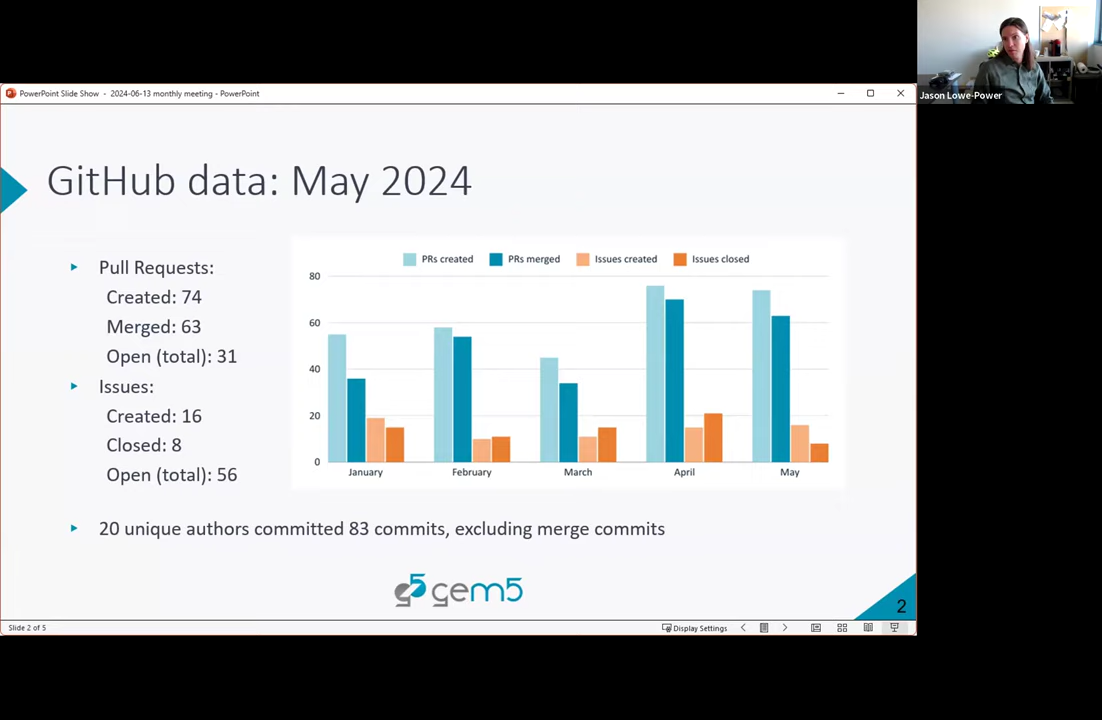 Jason Lowe-Power
PowerPoint Slide Show - 2024-06-13 monthly meeting - PowerPoint
GitHub data: May 2024
Pull Requests:
Created: 74
Merged: 63
Open (total): 31
Issues:
Created: 16
Closed: 8
Open (total): 56
PRs created PRs merged Issues created Issues closed
80
60
40
20
0
January February March April May
20 unique authors committed 83 commits, excluding merge commits
g5 gem5
2
Slide 2 of 5 Display Settings